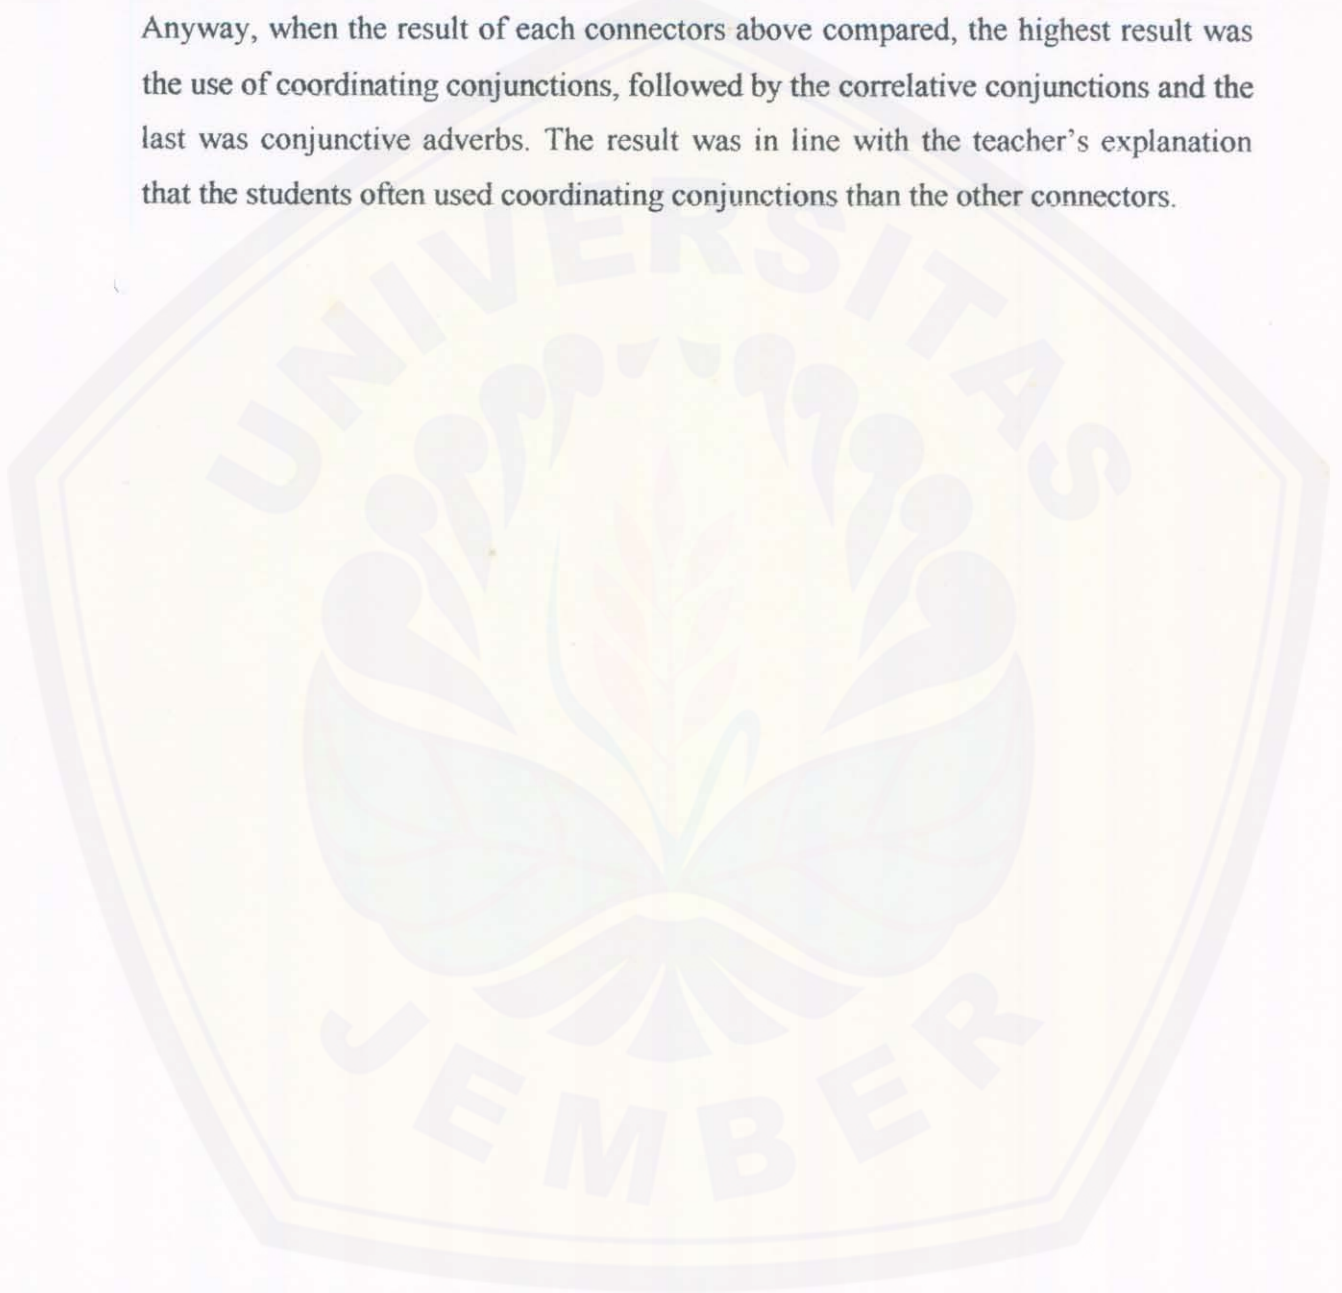 Anyway, when the result of each connectors above compared, the highest result was
the use of coordinating conjunctions, followed by the correlative conjunctions and the
last was conjunctive adverbs. The result was in line with the teacher's explanation
that the students often used coordinating conjunctions than the other connectors.
UNIVERSITAS
JEMBER